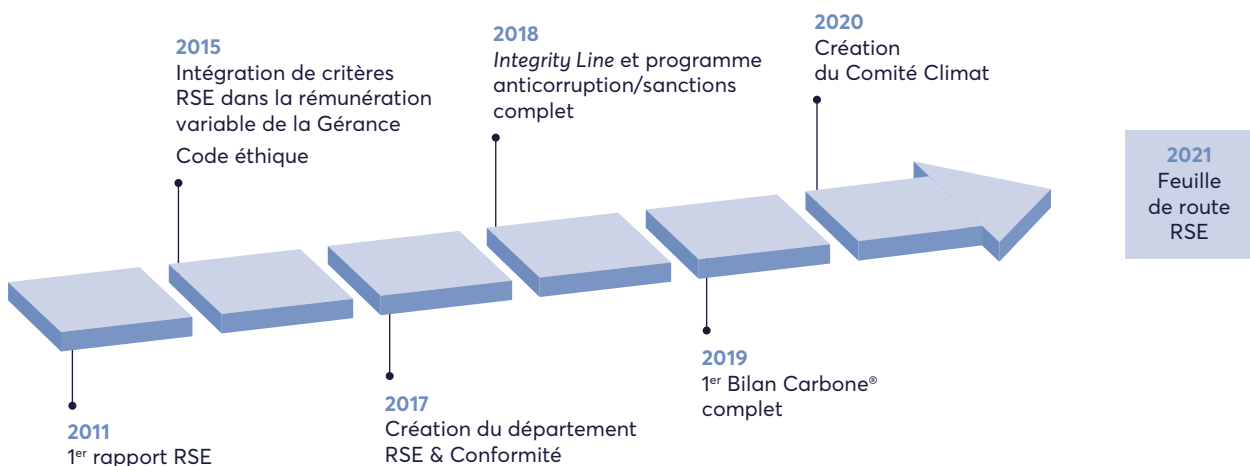 2015
Intégration de critères
RSE dans la rémunération
variable de la Gérance
Code éthique
2018
Integrity Line et programme
anticorruption/sanctions
complet
2020
Création
du Comité Climat
2021
Feuille
de route
RSE
2011
1er rapport RSE
2017
Création du département
RSE & Conformité
2019
1er Bilan Carbone®
complet